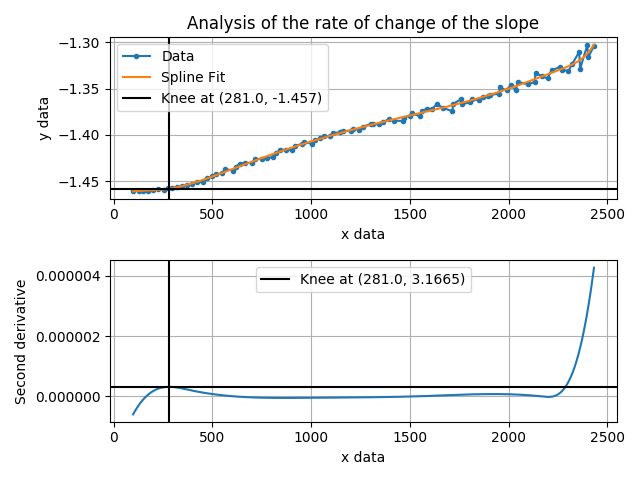 Analysis of the rate of change of the slope
−1.30
−1.35
−1.40
−1.45
y data
Data
Spline Fit
Knee at (281.0, -1.457)
0 500 1000 1500 2000 2500
x data
0.000004
0.000002
0.000000
Second derivative
Knee at (281.0, 3.1665)
0 500 1000 1500 2000 2500
x data